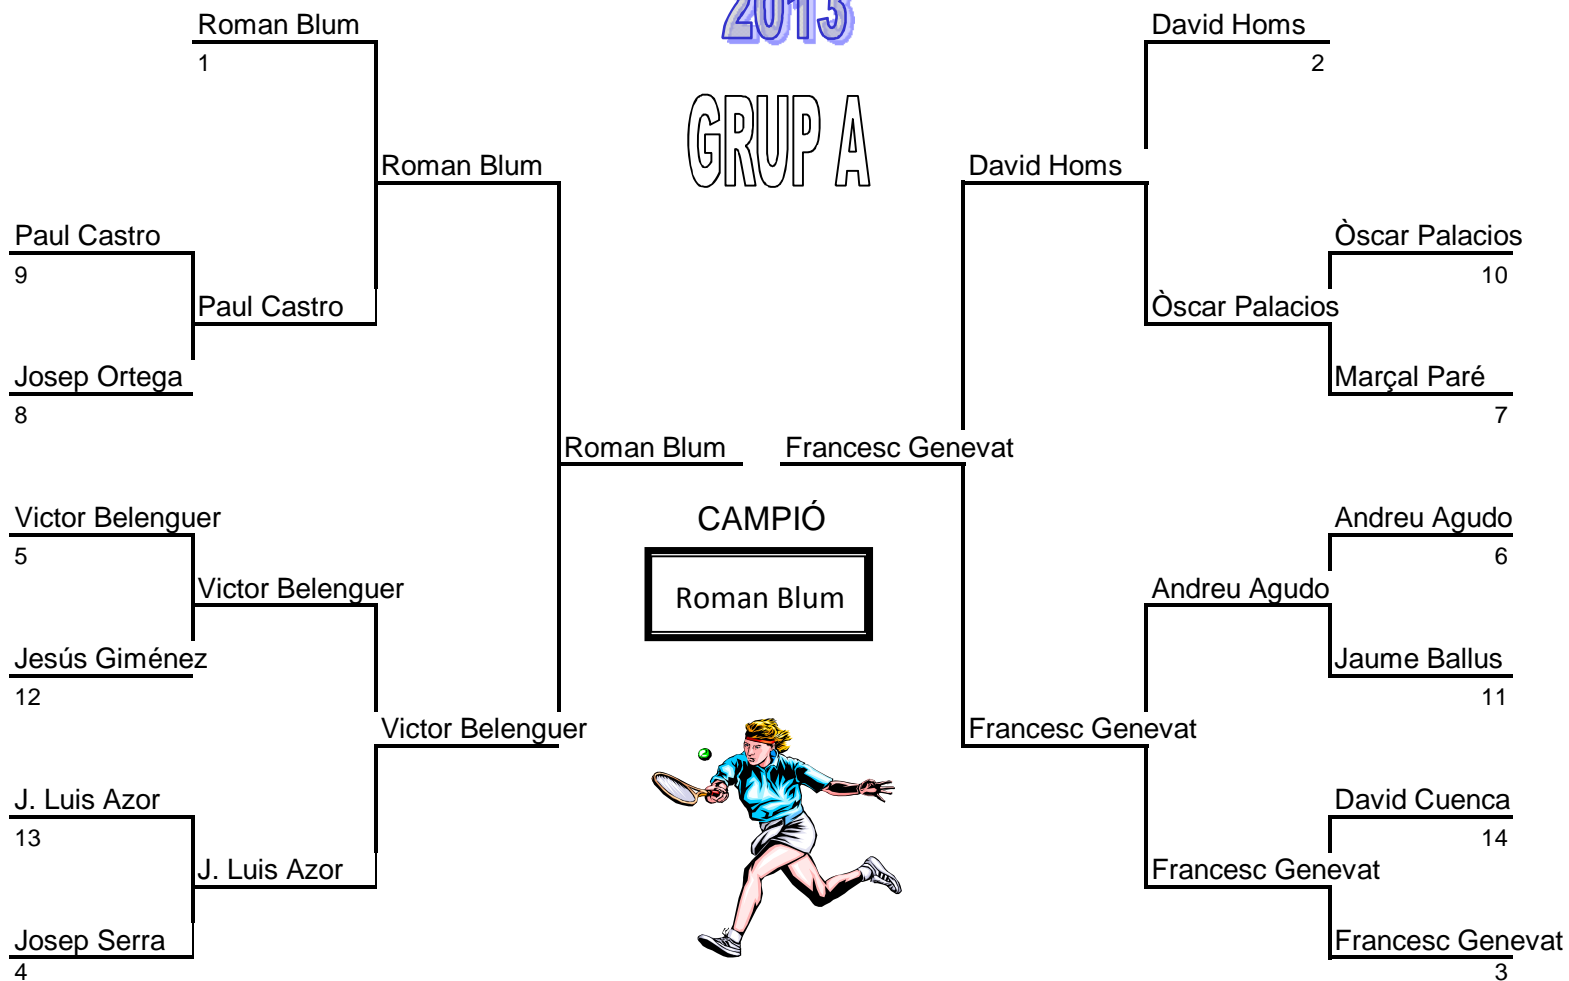 2013
GRUP A
Roman Blum
1
David Homs
2
Roman Blum
David Homs
Paul Castro
9
Òscar Palacios
10
Paul Castro
Òscar Palacios
Josep Ortega
8
Marçal Paré
7
Roman Blum
Francesc Genevat
CAMPIÓ
Roman Blum
Victor Belenguer
5
Andreu Agudo
6
Victor Belenguer
Andreu Agudo
Jesús Giménez
12
Jaume Ballus
11
Victor Belenguer
Francesc Genevat
J. Luis Azor
13
David Cuenca
14
J. Luis Azor
Francesc Genevat
Josep Serra
4
Francesc Genevat
3